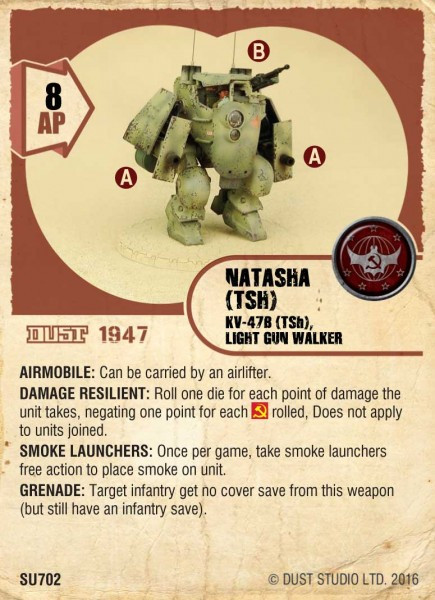 B
8
AP
A
A
NATASHA
(TSH)
KV-47B (TSh),
LIGHT GUN WALKER
DUST 1947
AIRMOBILE: Can be carried by an airlifter.
DAMAGE RESILIENT: Roll one die for each point of damage the
unit takes, negating one point for each rolled, Does not apply
to units joined.
SMOKE LAUNCHERS: Once per game, take smoke launchers
free action to place smoke on unit.
GRENADE: Target infantry get no cover save from this weapon
(but still have an infantry save).
SU702
© DUST STUDIO LTD. 2016